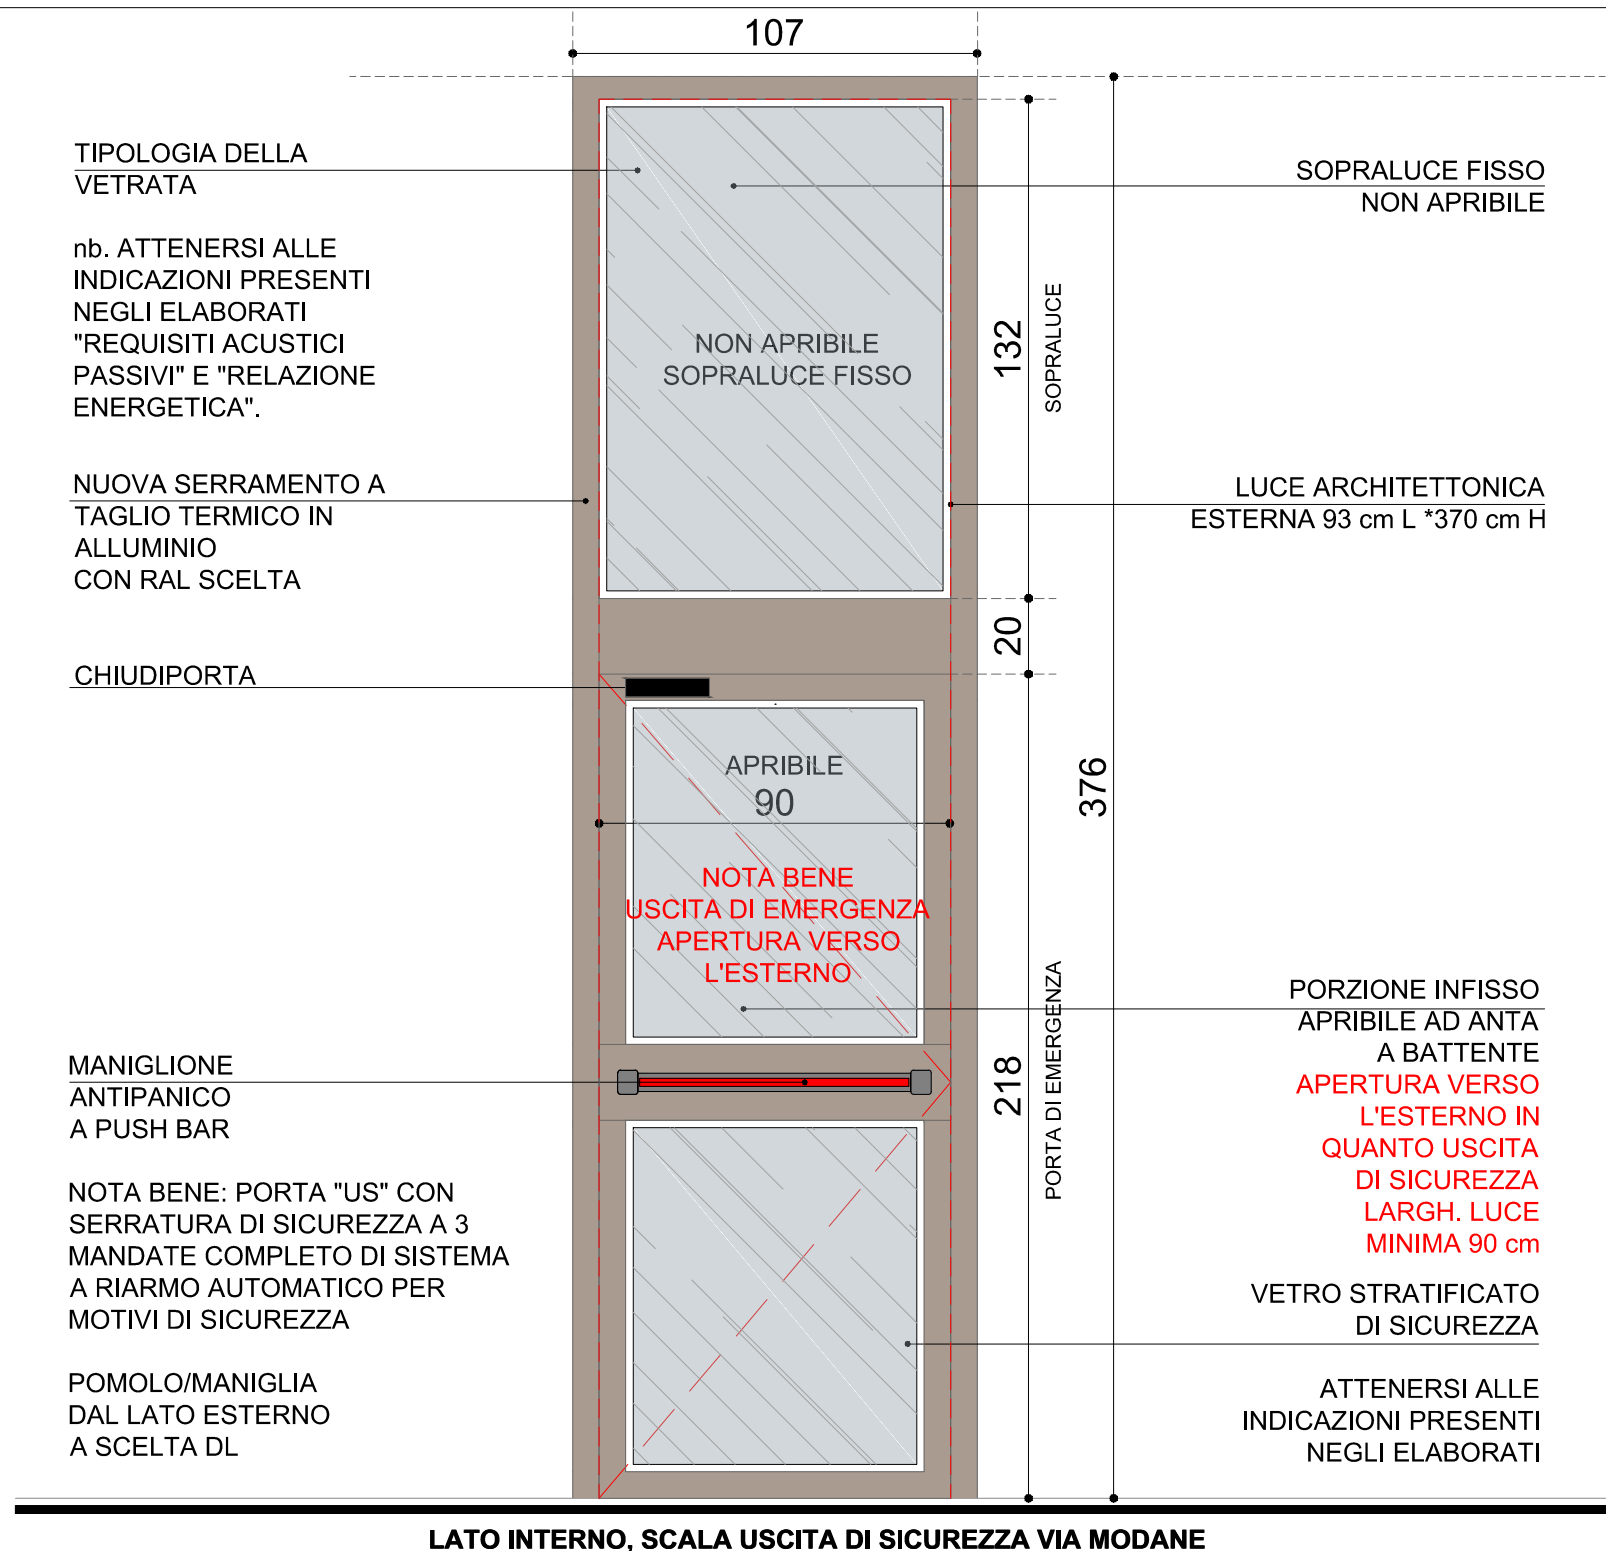 107
TIPOLOGIA DELLA
VETRATA
nb. ATTENERSI ALLE
INDICAZIONI PRESENTI
NEGLI ELABORATI
"REQUISITI ACUSTICI
PASSIVI" E "RELAZIONE
ENERGETICA".
NUOVA SERRAMENTO A
TAGLIO TERMICO IN
ALLUMINIO
CON RAL SCELTA
CHIUDIPORTA
MANIGLIONE
ANTIPANICO
A PUSH BAR
NOTA BENE: PORTA "US" CON
SERRATURA DI SICUREZZA A 3
MANDATE COMPLETO DI SISTEMA
A RIARMO AUTOMATICO PER
MOTIVI DI SICUREZZA
POMOLO/MANIGLIA
DAL LATO ESTERNO
A SCELTA DL
NON APRIBILE
SOPRALUCE FISSO
APRIBILE
90
NOTA BENE
USCITA DI EMERGENZA
APERTURA VERSO
L'ESTERNO
132
SOPRALUCE
20
218
PORTA DI EMERGENZA
376
SOPRALUCE FISSO
NON APRIBILE
LUCE ARCHITETTONICA
ESTERNA 93 cm L *370 cm H
PORZIONE INFISSO
APRIBILE AD ANTA
A BATTENTE
APERTURA VERSO
L'ESTERNO IN
QUANTO USCITA
DI SICUREZZA
LARGH. LUCE
MINIMA 90 cm
VETRO STRATIFICATO
DI SICUREZZA
ATTENERSI ALLE
INDICAZIONI PRESENTI
NEGLI ELABORATI
LATO INTERNO, SCALA USCITA DI SICUREZZA VIA MODANE